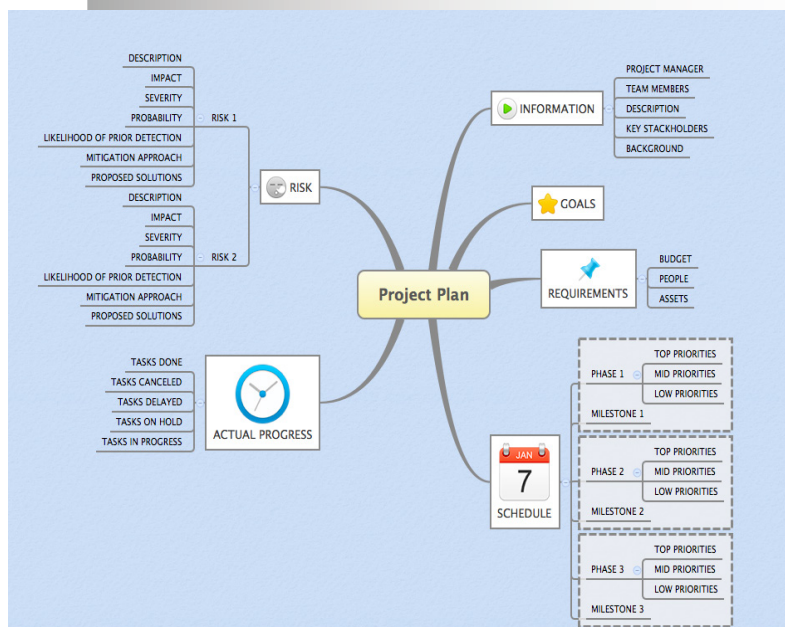 Project Plan
INFORMATION
PROJECT MANAGER
TEAM MEMBERS
DESCRIPTION
KEY STACKHOLDERS
BACKGROUND
GOALS
REQUIREMENTS
BUDGET
PEOPLE
ASSETS
JAN
7
SCHEDULE
PHASE 1
TOP PRIORITIES
MID PRIORITIES
LOW PRIORITIES
MILESTONE 1
PHASE 2
TOP PRIORITIES
MID PRIORITIES
LOW PRIORITIES
MILESTONE 2
PHASE 3
TOP PRIORITIES
MID PRIORITIES
LOW PRIORITIES
MILESTONE 3
RISK
RISK 1
DESCRIPTION
IMPACT
SEVERITY
PROBABILITY
LIKELIHOOD OF PRIOR DETECTION
MITIGATION APPROACH
PROPOSED SOLUTIONS
RISK 2
DESCRIPTION
IMPACT
SEVERITY
PROBABILITY
LIKELIHOOD OF PRIOR DETECTION
MITIGATION APPROACH
PROPOSED SOLUTIONS
ACTUAL PROGRESS
TASKS DONE
TASKS CANCELED
TASKS DELAYED
TASKS ON HOLD
TASKS IN PROGRESS